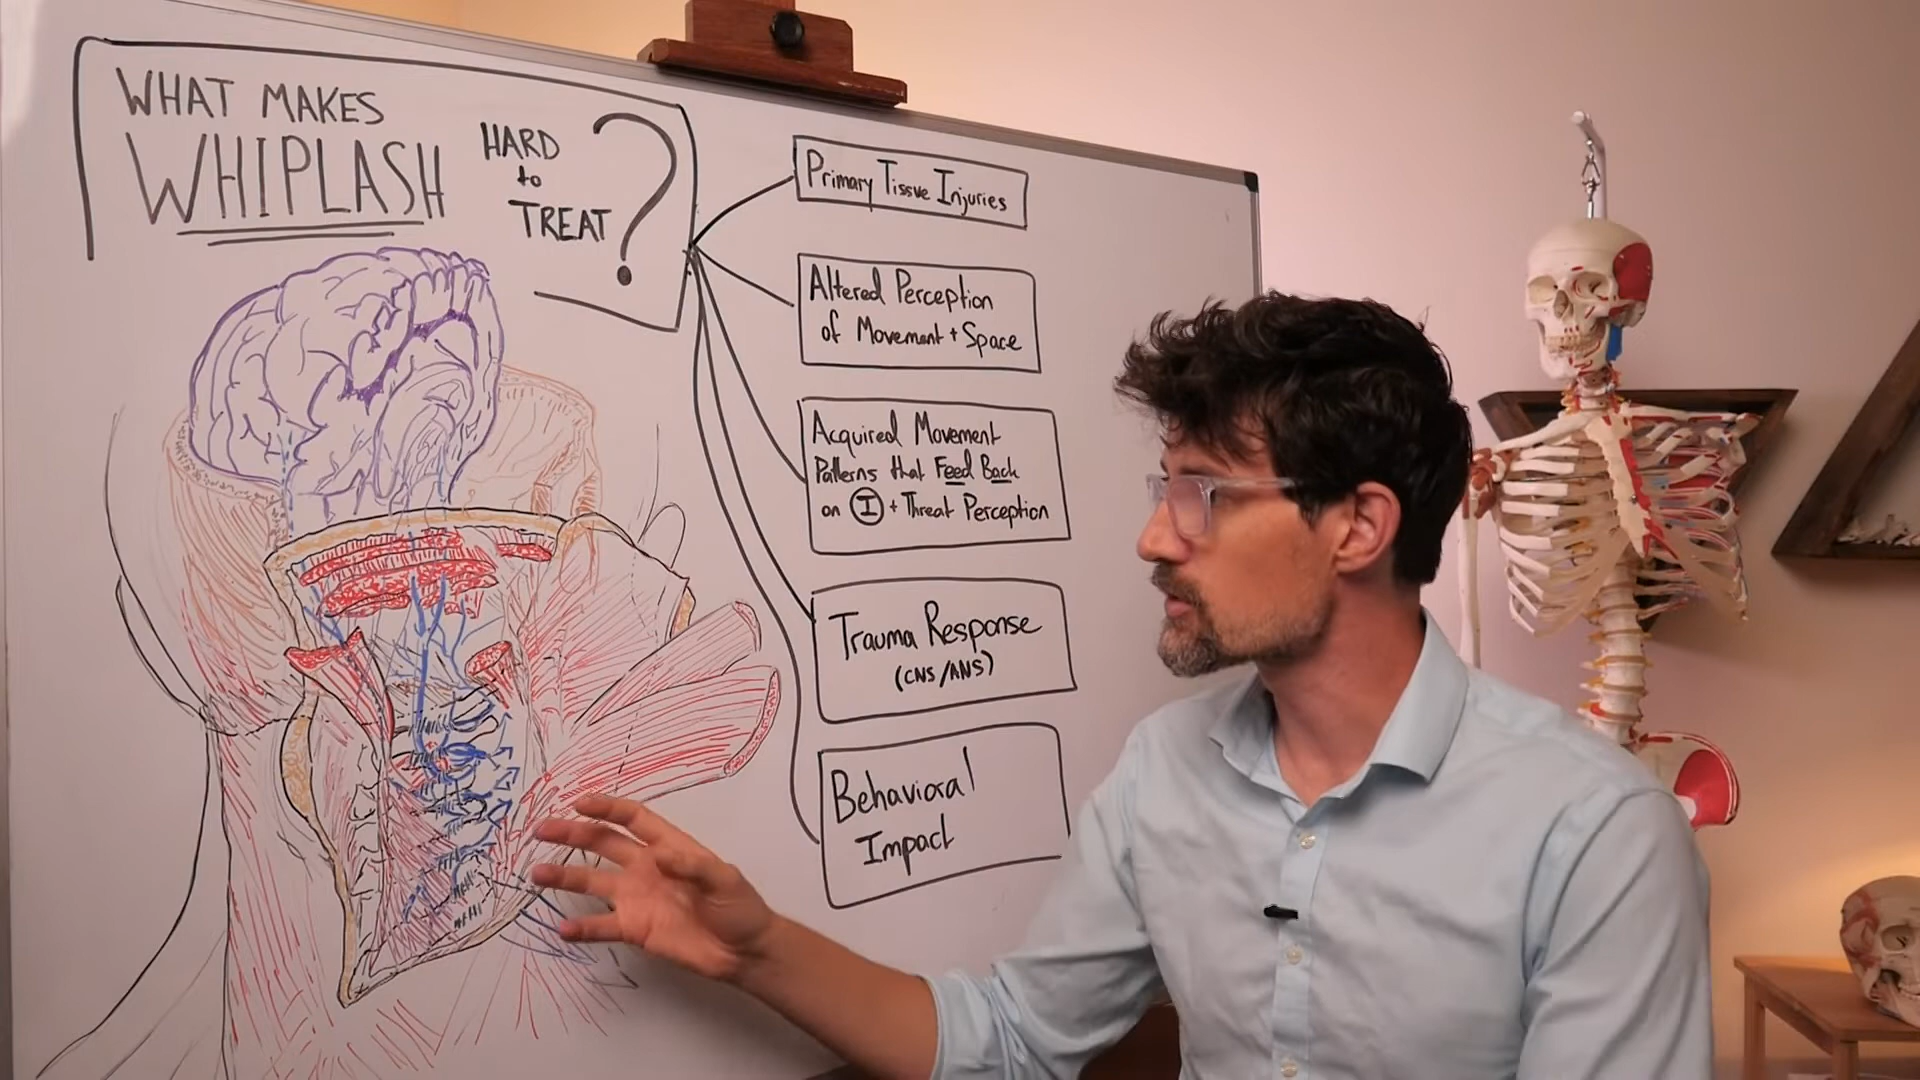 WHAT MAKES
WHIPLASH
HARD
to
TREAT
?
Primary Tissue Injuries
Altered Perception
of Movement + Space
Acquired Movement
Patterns that Feed Back
on I + Threat Perception
Trauma Response
(CNS/ANS)
Behavioral
Impact